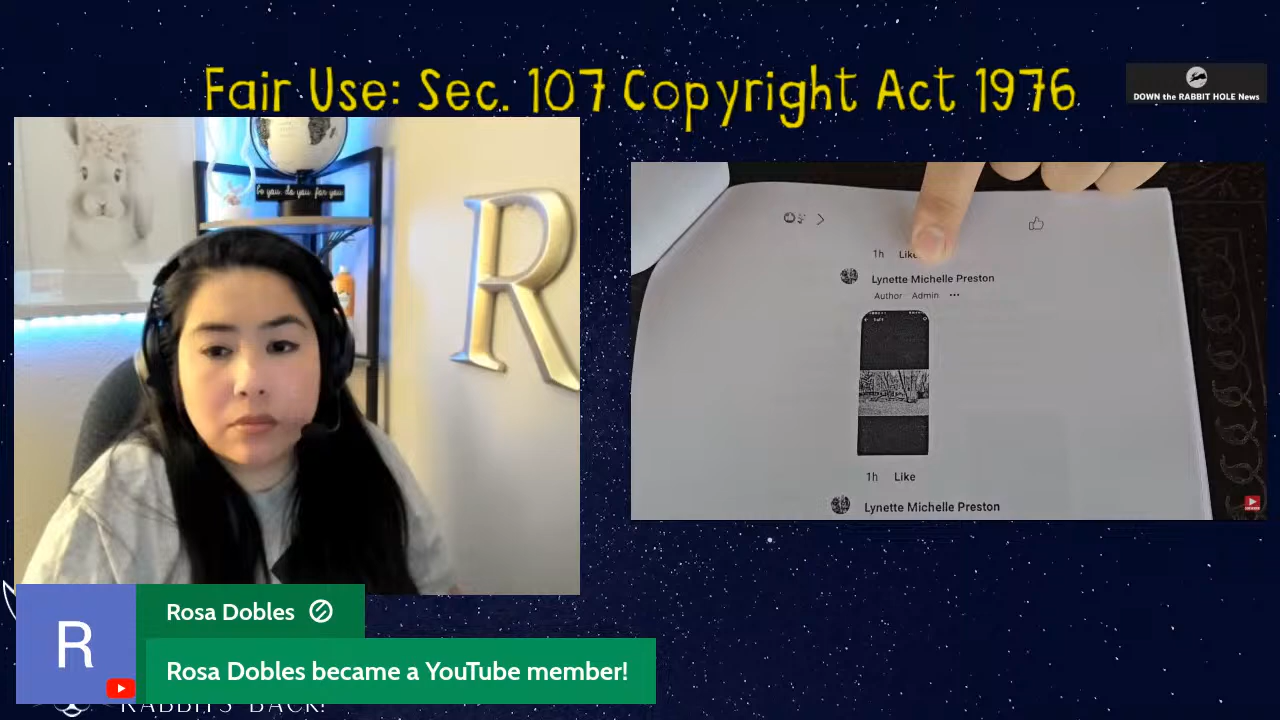 Fair Use: Sec. 107 Copyright Act 1976
DOWN the RABBIT HOLE News
be you. do you. for you.
R
1h Like
Lynette Michelle Preston
Author Admin ...
1h Like
Lynette Michelle Preston
R
Rosa Dobles
Rosa Dobles became a YouTube member!
RABBITS BACK!